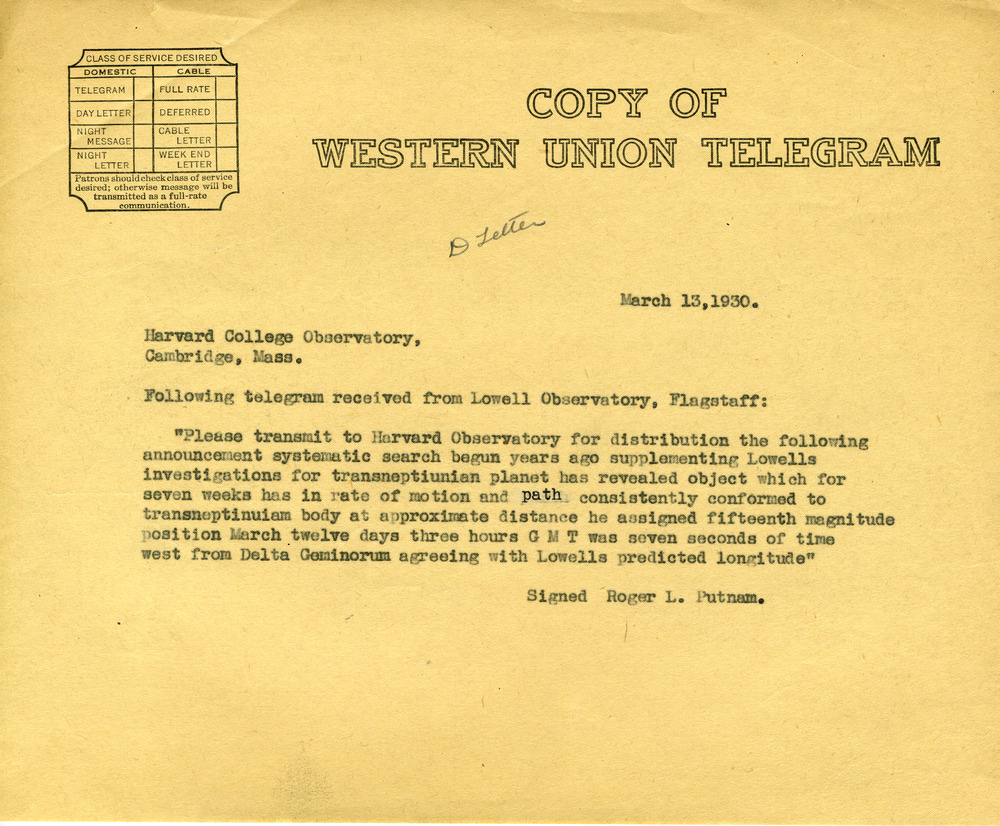 CLASS OF SERVICE DESIRED
DOMESTIC CABLE
TELEGRAM FULL RATE
DAY LETTER DEFERRED
NIGHT MESSAGE CABLE LETTER
NIGHT LETTER WEEK END LETTER
Patrons should check class of service
desired; otherwise message will be
transmitted as a full-rate
communication.
COPY OF
WESTERN UNION TELEGRAM
D Letter
March 13,1930.
Harvard College Observatory,
Cambridge, Mass.
Following telegram received from Lowell Observatory, Flagstaff:
"Please transmit to Harvard Observatory for distribution the following
announcement systematic search begun years ago supplementing Lowells
investigations for transneptiunian planet has revealed object which for
seven weeks has in rate of motion and path consistently conformed to
transneptinuiam body at approximate distance he assigned fifteenth magnitude
position March twelve days three hours G M T was seven seconds of time
west from Delta Geminorum agreeing with Lowells predicted longitude"
Signed Roger L. Putnam.